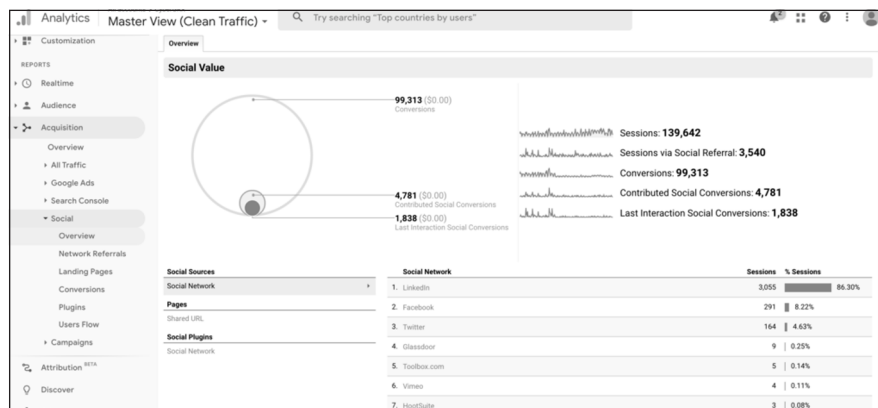 Analytics
Master View (Clean Traffic)
Try searching "Top countries by users"
2
Customization
REPORTS
Realtime
Audience
Acquisition
Overview
All Traffic
Google Ads
Search Console
Social
Overview
Network Referrals
Landing Pages
Conversions
Plugins
Users Flow
Campaigns
Attribution BETA
Discover
Overview
Social Value
99,313 ($0.00)
Conversions
4,781 ($0.00)
Contributed Social Conversions
1,838 ($0.00)
Last Interaction Social Conversions
Sessions: 139,642
Sessions via Social Referral: 3,540
Conversions: 99,313
Contributed Social Conversions: 4,781
Last Interaction Social Conversions: 1,838
Social Sources
Social Network
Pages
Shared URL
Social Plugins
Social Network
Social Network Sessions % Sessions
1. LinkedIn 3,055 86.30%
2. Facebook 291 8.22%
3. Twitter 164 4.63%
4. Glassdoor 9 0.25%
5. Toolbox.com 5 0.14%
6. Vimeo 4 0.11%
7. HootSuite 3 0.08%